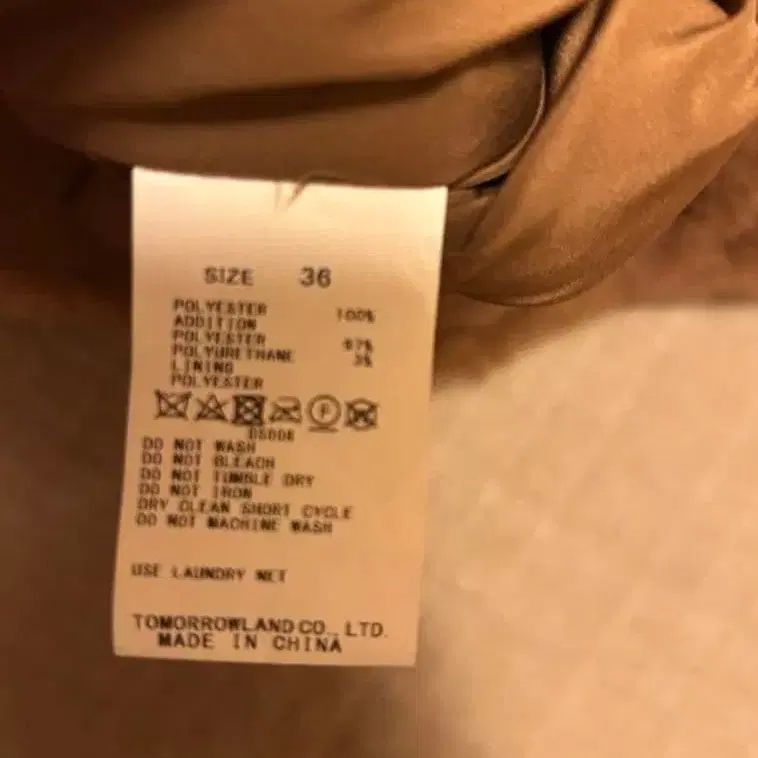 SIZE 36
POLYESTER 100%
ADDITION
POLYESTER 97%
POLYURETHANE 3%
LINING
POLYESTER
F
DO NOT WASH
DO NOT BLEACH
DO NOT TUMBLE DRY
DO NOT IRON
DRY CLEAN SHORT CYCLE
DO NOT MACHINE WASH
USE LAUNDRY NET
TOMORROWLAND CO., LTD.
MADE IN CHINA